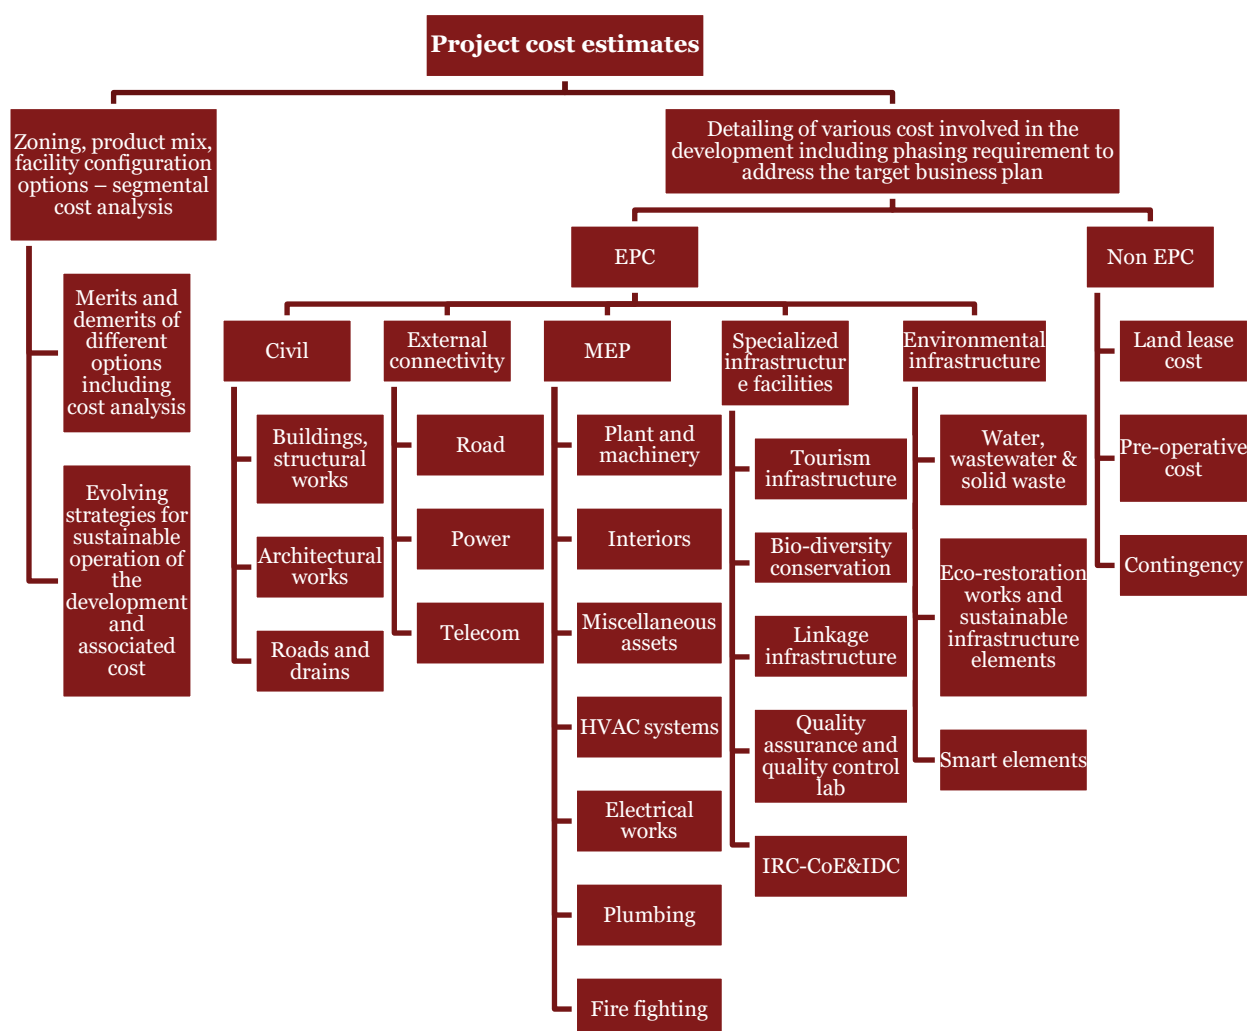 Project cost estimates
Zoning, product mix,
facility configuration
options – segmental
cost analysis
Detailing of various cost involved in the
development including phasing requirement to
address the target business plan
Merits and
demerits of
different
options
including
cost analysis
Evolving
strategies for
sustainable
operation of
the
development
and
associated
cost
EPC
Non EPC
Civil
Buildings,
structural
works
Architectural
works
Roads and
drains
External
connectivity
Road
Power
Telecom
MEP
Plant and
machinery
Interiors
Miscellaneous
assets
HVAC systems
Electrical
works
Plumbing
Fire fighting
Specialized
infrastructur
e facilities
Tourism
infrastructure
Bio-diversity
conservation
Linkage
infrastructure
Quality
assurance and
quality control
lab
IRC-CoE&IDC
Environmental
infrastructure
Water,
wastewater &
solid waste
Eco-restoration
works and
sustainable
infrastructure
elements
Smart elements
Land lease
cost
Pre-operative
cost
Contingency